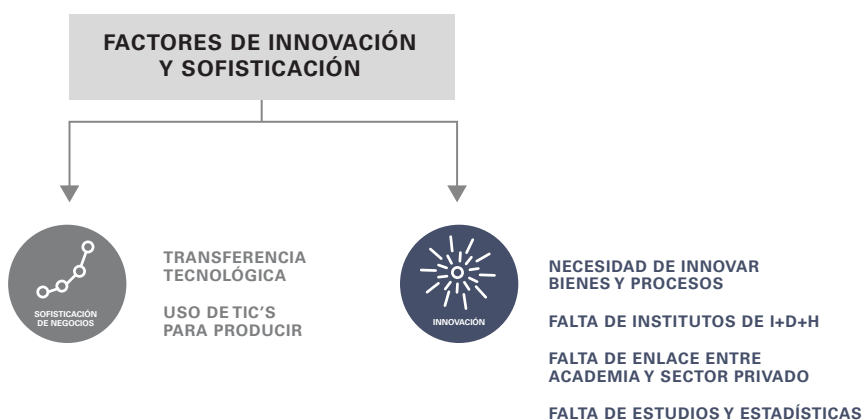 FACTORES DE INNOVACIÓN
Y SOFISTICACIÓN
SOFISTICACIÓN
DE NEGOCIOS
TRANSFERENCIA
TECNOLÓGICA
USO DE TIC'S
PARA PRODUCIR
INNOVACIÓN
NECESIDAD DE INNOVAR
BIENES Y PROCESOS
FALTA DE INSTITUTOS DE I+D+H
FALTA DE ENLACE ENTRE
ACADEMIA Y SECTOR PRIVADO
FALTA DE ESTUDIOS Y ESTADÍSTICAS